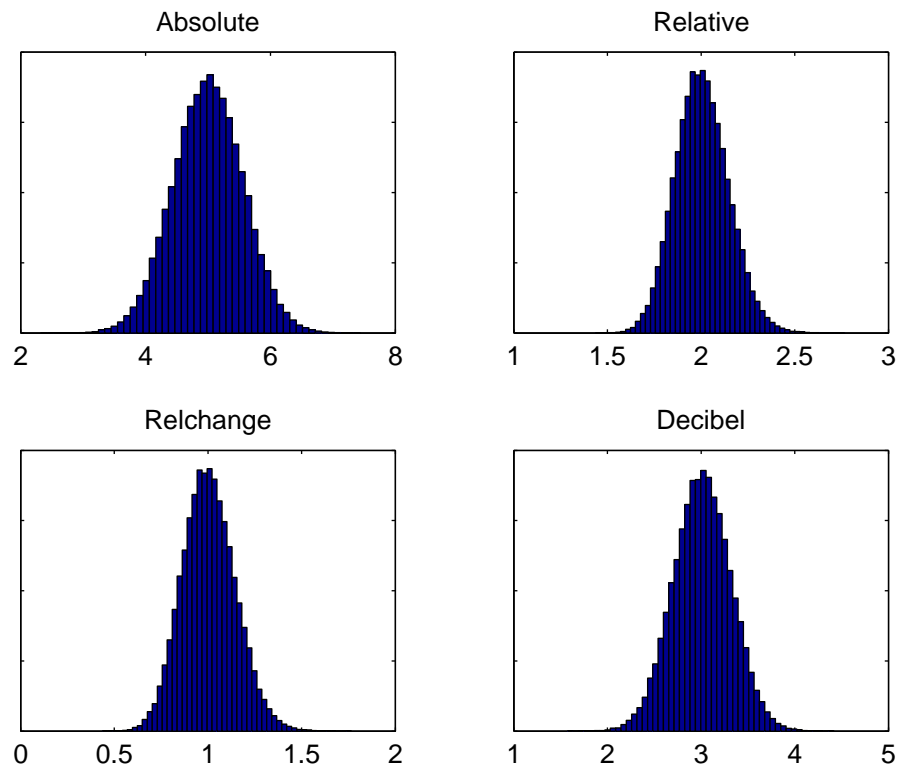 Absolute
2 4 6 8
Relative
1 1.5 2 2.5 3
Relchange
0 0.5 1 1.5 2
Decibel
1 2 3 4 5